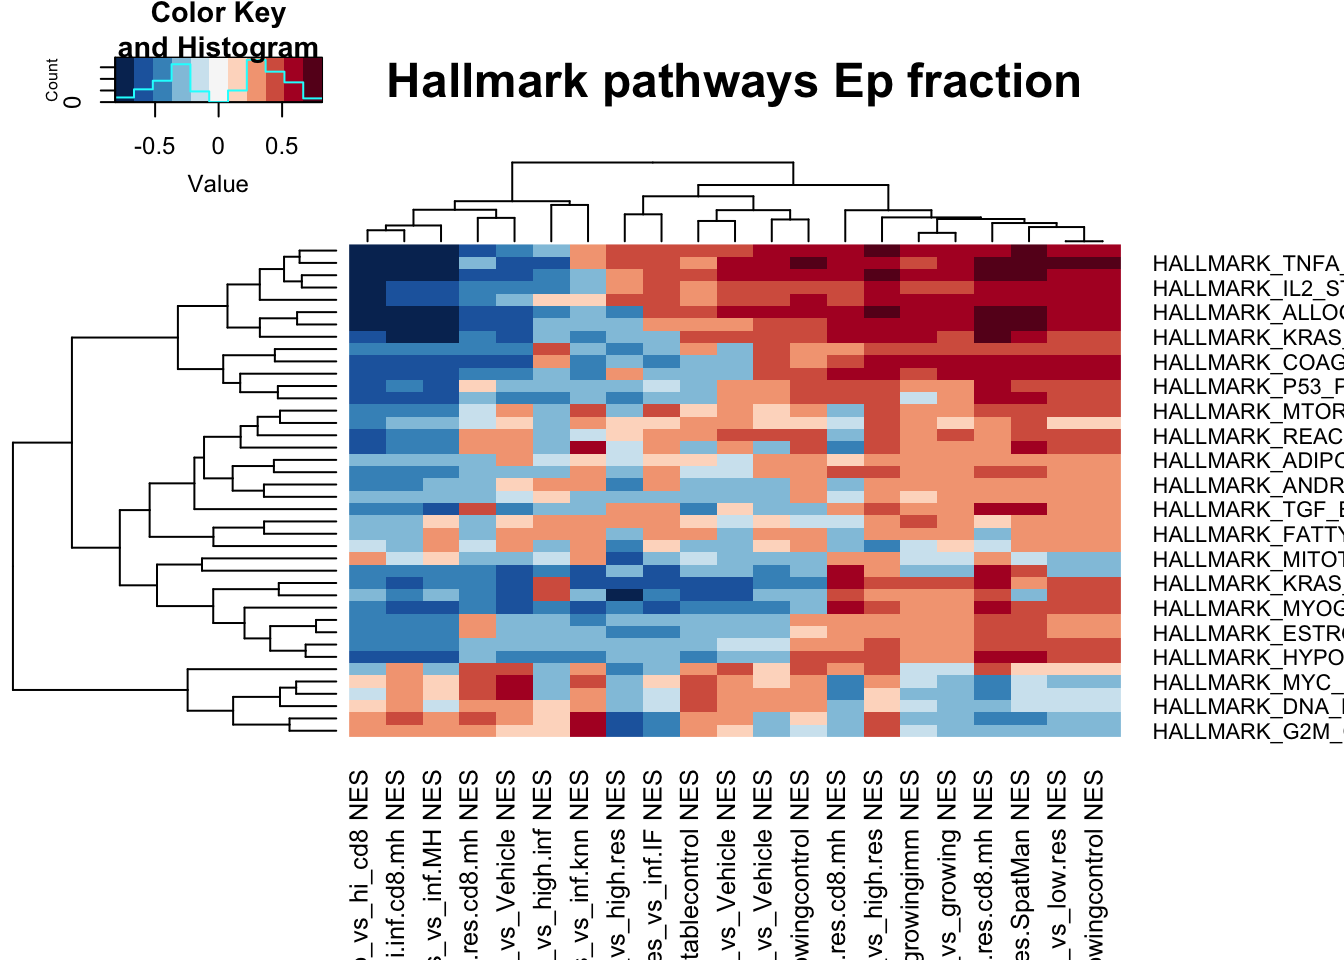 Color Key
and Histogram
Count
0
-0.5 0 0.5
Value
Hallmark pathways Ep fraction
HALLMARK_TNFA_
HALLMARK_IL2_ST
HALLMARK_ALLOG
HALLMARK_KRAS_
HALLMARK_COAG
HALLMARK_P53_P
HALLMARK_MTOR
HALLMARK_REAC
HALLMARK_ADIPO
HALLMARK_ANDR
HALLMARK_TGF_B
HALLMARK_FATTY
HALLMARK_MITOT
HALLMARK_KRAS_
HALLMARK_MYOG
HALLMARK_ESTRO
HALLMARK_HYPO
HALLMARK_MYC_
HALLMARK_DNA_
HALLMARK_G2M_
_vs_hi_cd8 NES
i.inf.cd8.mh NES
s_vs_inf.MH NES
.res.cd8.mh NES
_vs_Vehicle NES
_vs_high.inf NES
s_vs_inf.knn NES
_vs_high.res NES
es_vs_inf.IF NES
tablecontrol NES
_vs_Vehicle NES
_vs_Vehicle NES
owingcontrol NES
.res.cd8.mh NES
_vs_high.res NES
growingimm NES
_vs_growing NES
.res.cd8.mh NES
es.SpatMan NES
_vs_low.res NES
owingcontrol NES